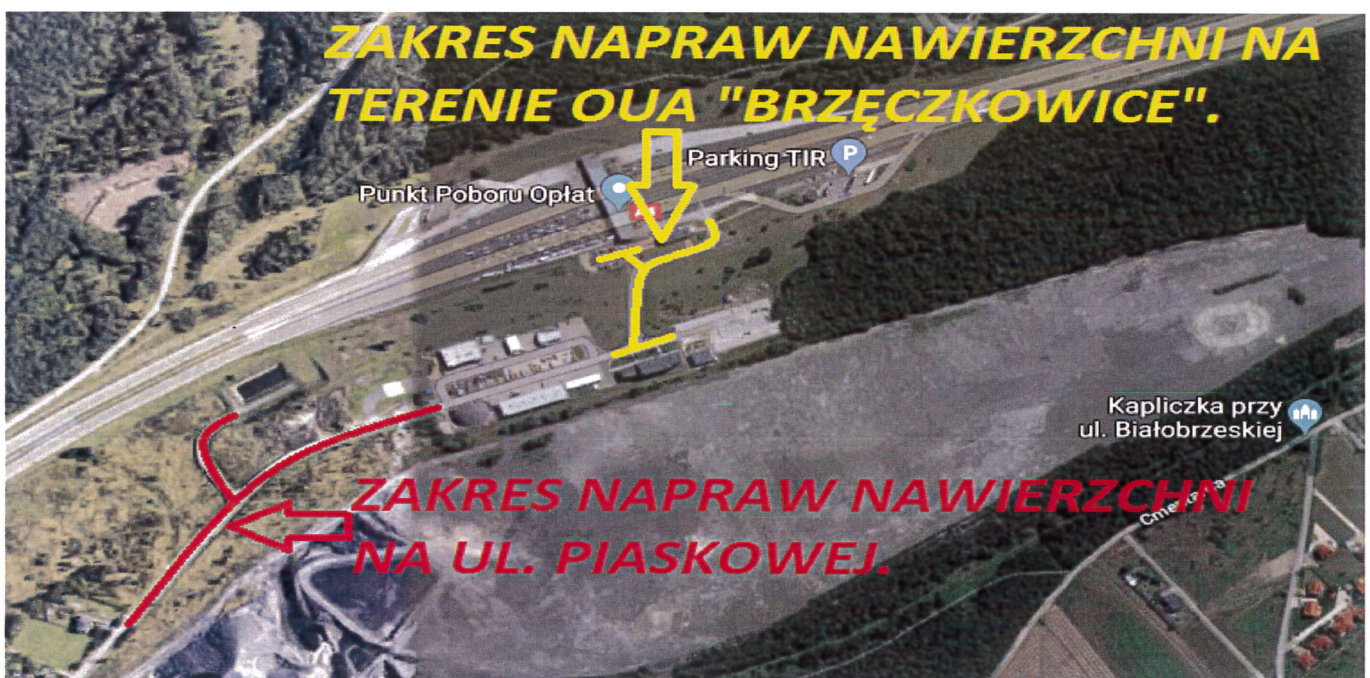 ZAKRES NAPRAW NAWIERZCHNI NA
TERENIE OUA "BRZĘCZKOWICE".
Parking TIR P
Punkt Poboru Opłat
A4
Kapliczka przy
ul. Białobrzeskiej
ZAKRES NAPRAW NAWIERZCHNI
NA UL. PIASKOWEJ.